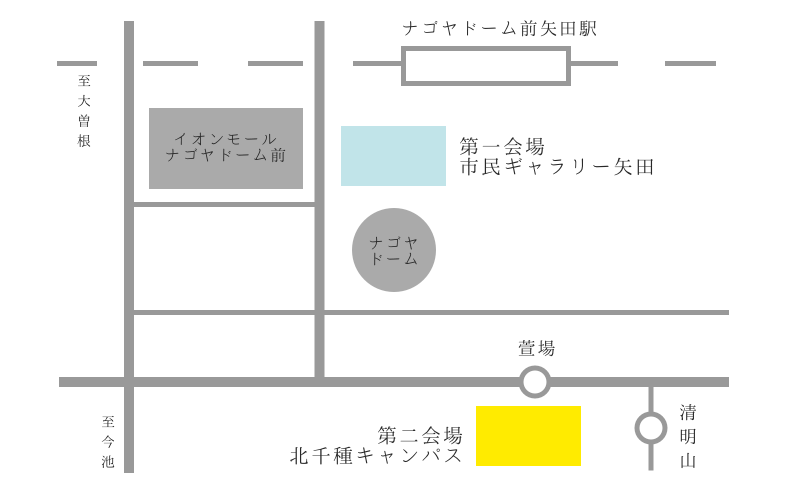 ナゴヤドーム前矢田駅
至大曽根
イオンモール
ナゴヤドーム前
第一会場
市民ギャラリー矢田
ナゴヤ
ドーム
萱場
至今池
第二会場
北千種キャンパス
清明山